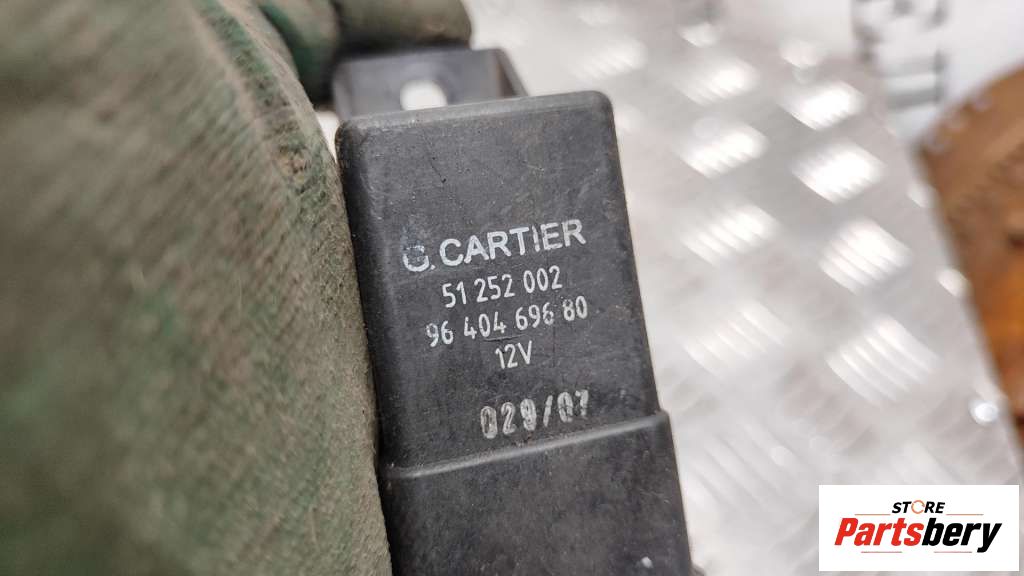 G. CARTIER
51 252 002
96 404 696 80
12V
029/07
STORE
Partsbery